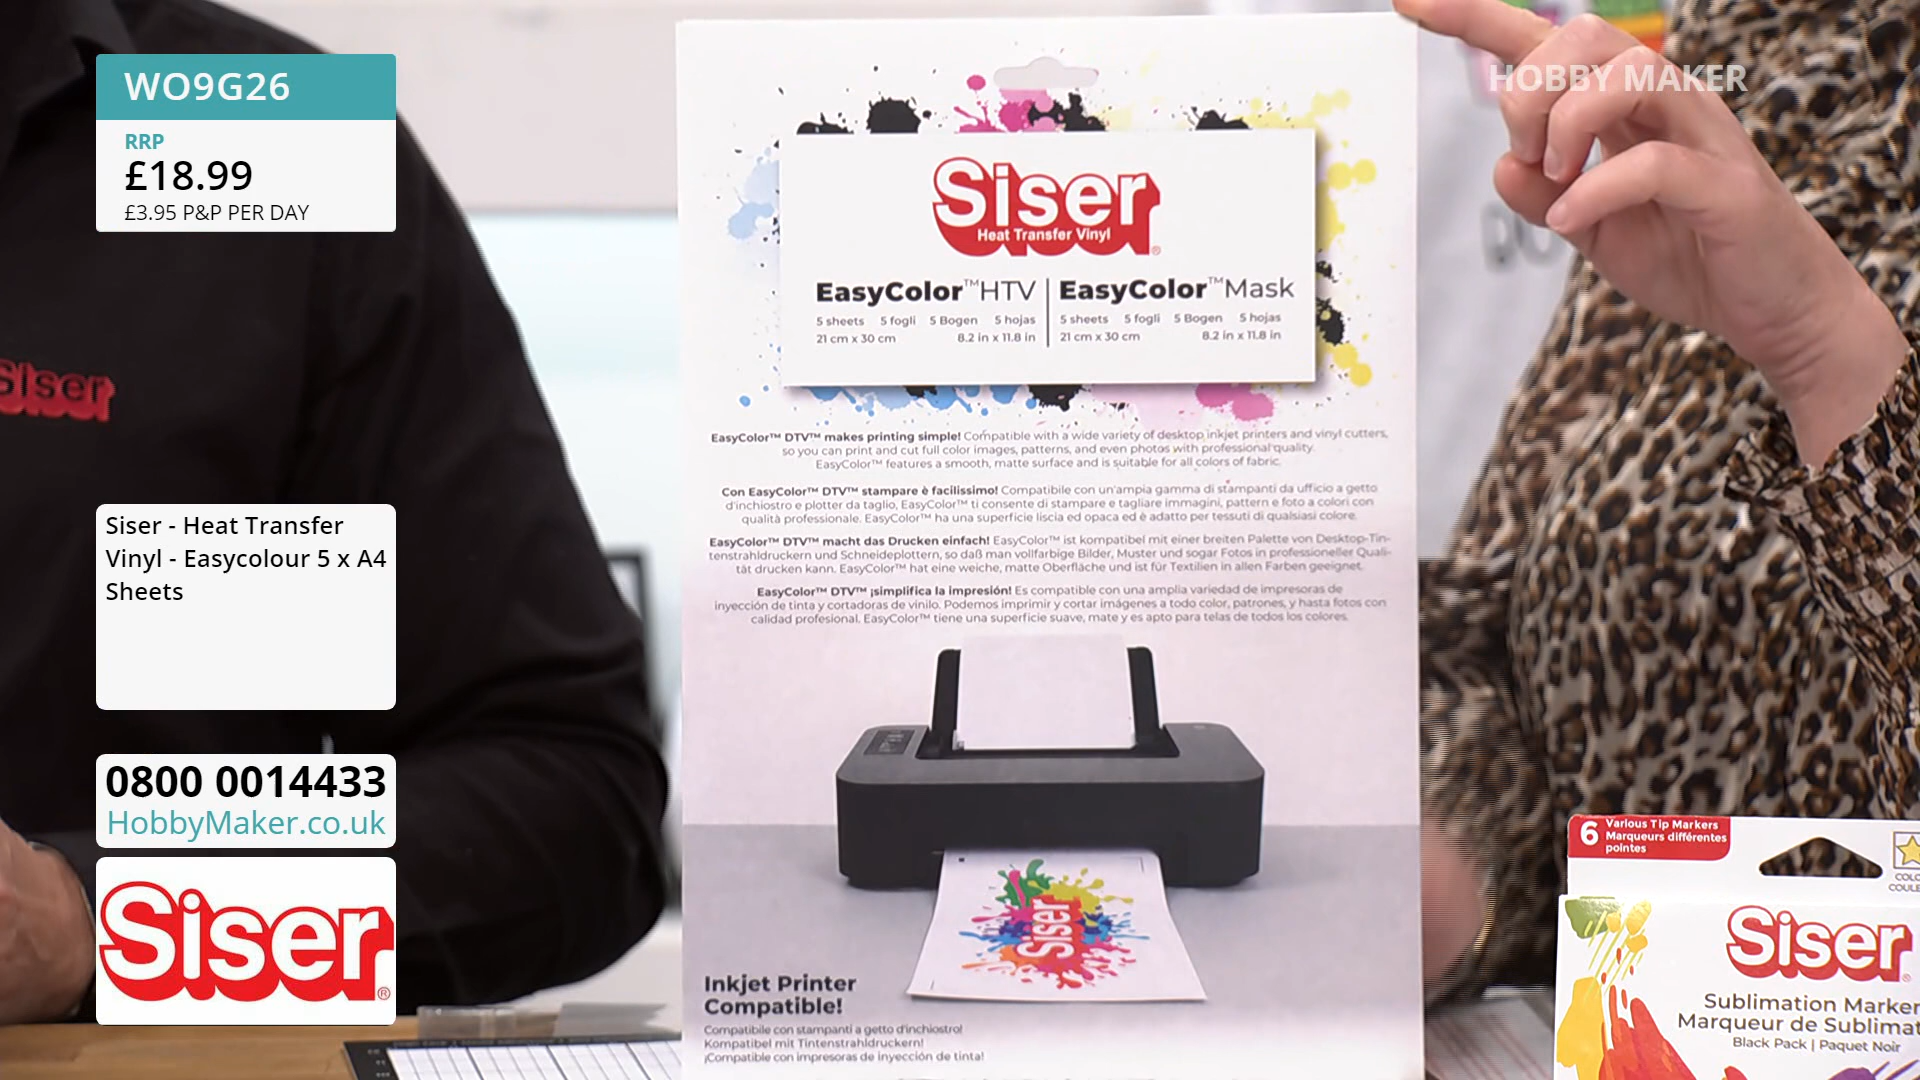 WO9G26
RRP
£18.99
£3.95 P&P PER DAY
Siser - Heat Transfer
Vinyl - Easycolour 5 x A4
Sheets
0800 0014433
HobbyMaker.co.uk
Siser®
Siser
HOBBY MAKER
Siser
Heat Transfer Vinyl
®
EasyColor™HTV
5 sheets 5 fogli 5 Bogen 5 hojas
21 cm x 30 cm 8.2 in x 11.8 in
EasyColor™Mask
5 sheets 5 fogli 5 Bogen 5 hojas
21 cm x 30 cm 8.2 in x 11.8 in
EasyColor™ DTV™ makes printing simple! Compatible with a wide variety of desktop inkjet printers and vinyl cutters,
so you can print and cut full color images, patterns, and even photos with professional quality.
EasyColor™ features a smooth, matte surface and is suitable for all colors of fabric.
Con EasyColor™ DTV™ stampare è facilissimo! Compatibile con un'ampia gamma di stampanti da ufficio a getto
d'inchiostro e plotter da taglio, EasyColor™ ti consente di stampare e tagliare immagini, pattern e foto a colori con
qualità professionale. EasyColor™ ha una superficie liscia ed opaca ed è adatto per tessuti di qualsiasi colore.
EasyColor™ DTV™ macht das Drucken einfach! EasyColor™ ist kompatibel mit einer breiten Palette von Desktop-Tin-
tenstrahldruckern und Schneideplottern, so daß man vollfarbige Bilder, Muster und sogar Fotos in professioneller Quali-
tät drucken kann. EasyColor™ hat eine weiche, matte Oberfläche und ist für Textilien in allen Farben geeignet.
EasyColor™ DTV™ ¡simplifica la impresión! Es compatible con una amplia variedad de impresoras de
inyección de tinta y cortadoras de vinilo. Podemos imprimir y cortar imágenes a todo color, patrones, y hasta fotos con
calidad profesional. EasyColor™ tiene una superficie suave, mate y es apto para telas de todos los colores.
Siser
Inkjet Printer
Compatible!
Compatibile con stampanti a getto d'inchiostro!
Kompatibel mit Tintenstrahldruckern!
¡Compatible con impresoras de inyección de tinta!
6 Various Tip Markers
Marqueurs différentes
pointes
Siser
Sublimation Marker
Marqueur de Sublimat
Black Pack | Paquet Noir